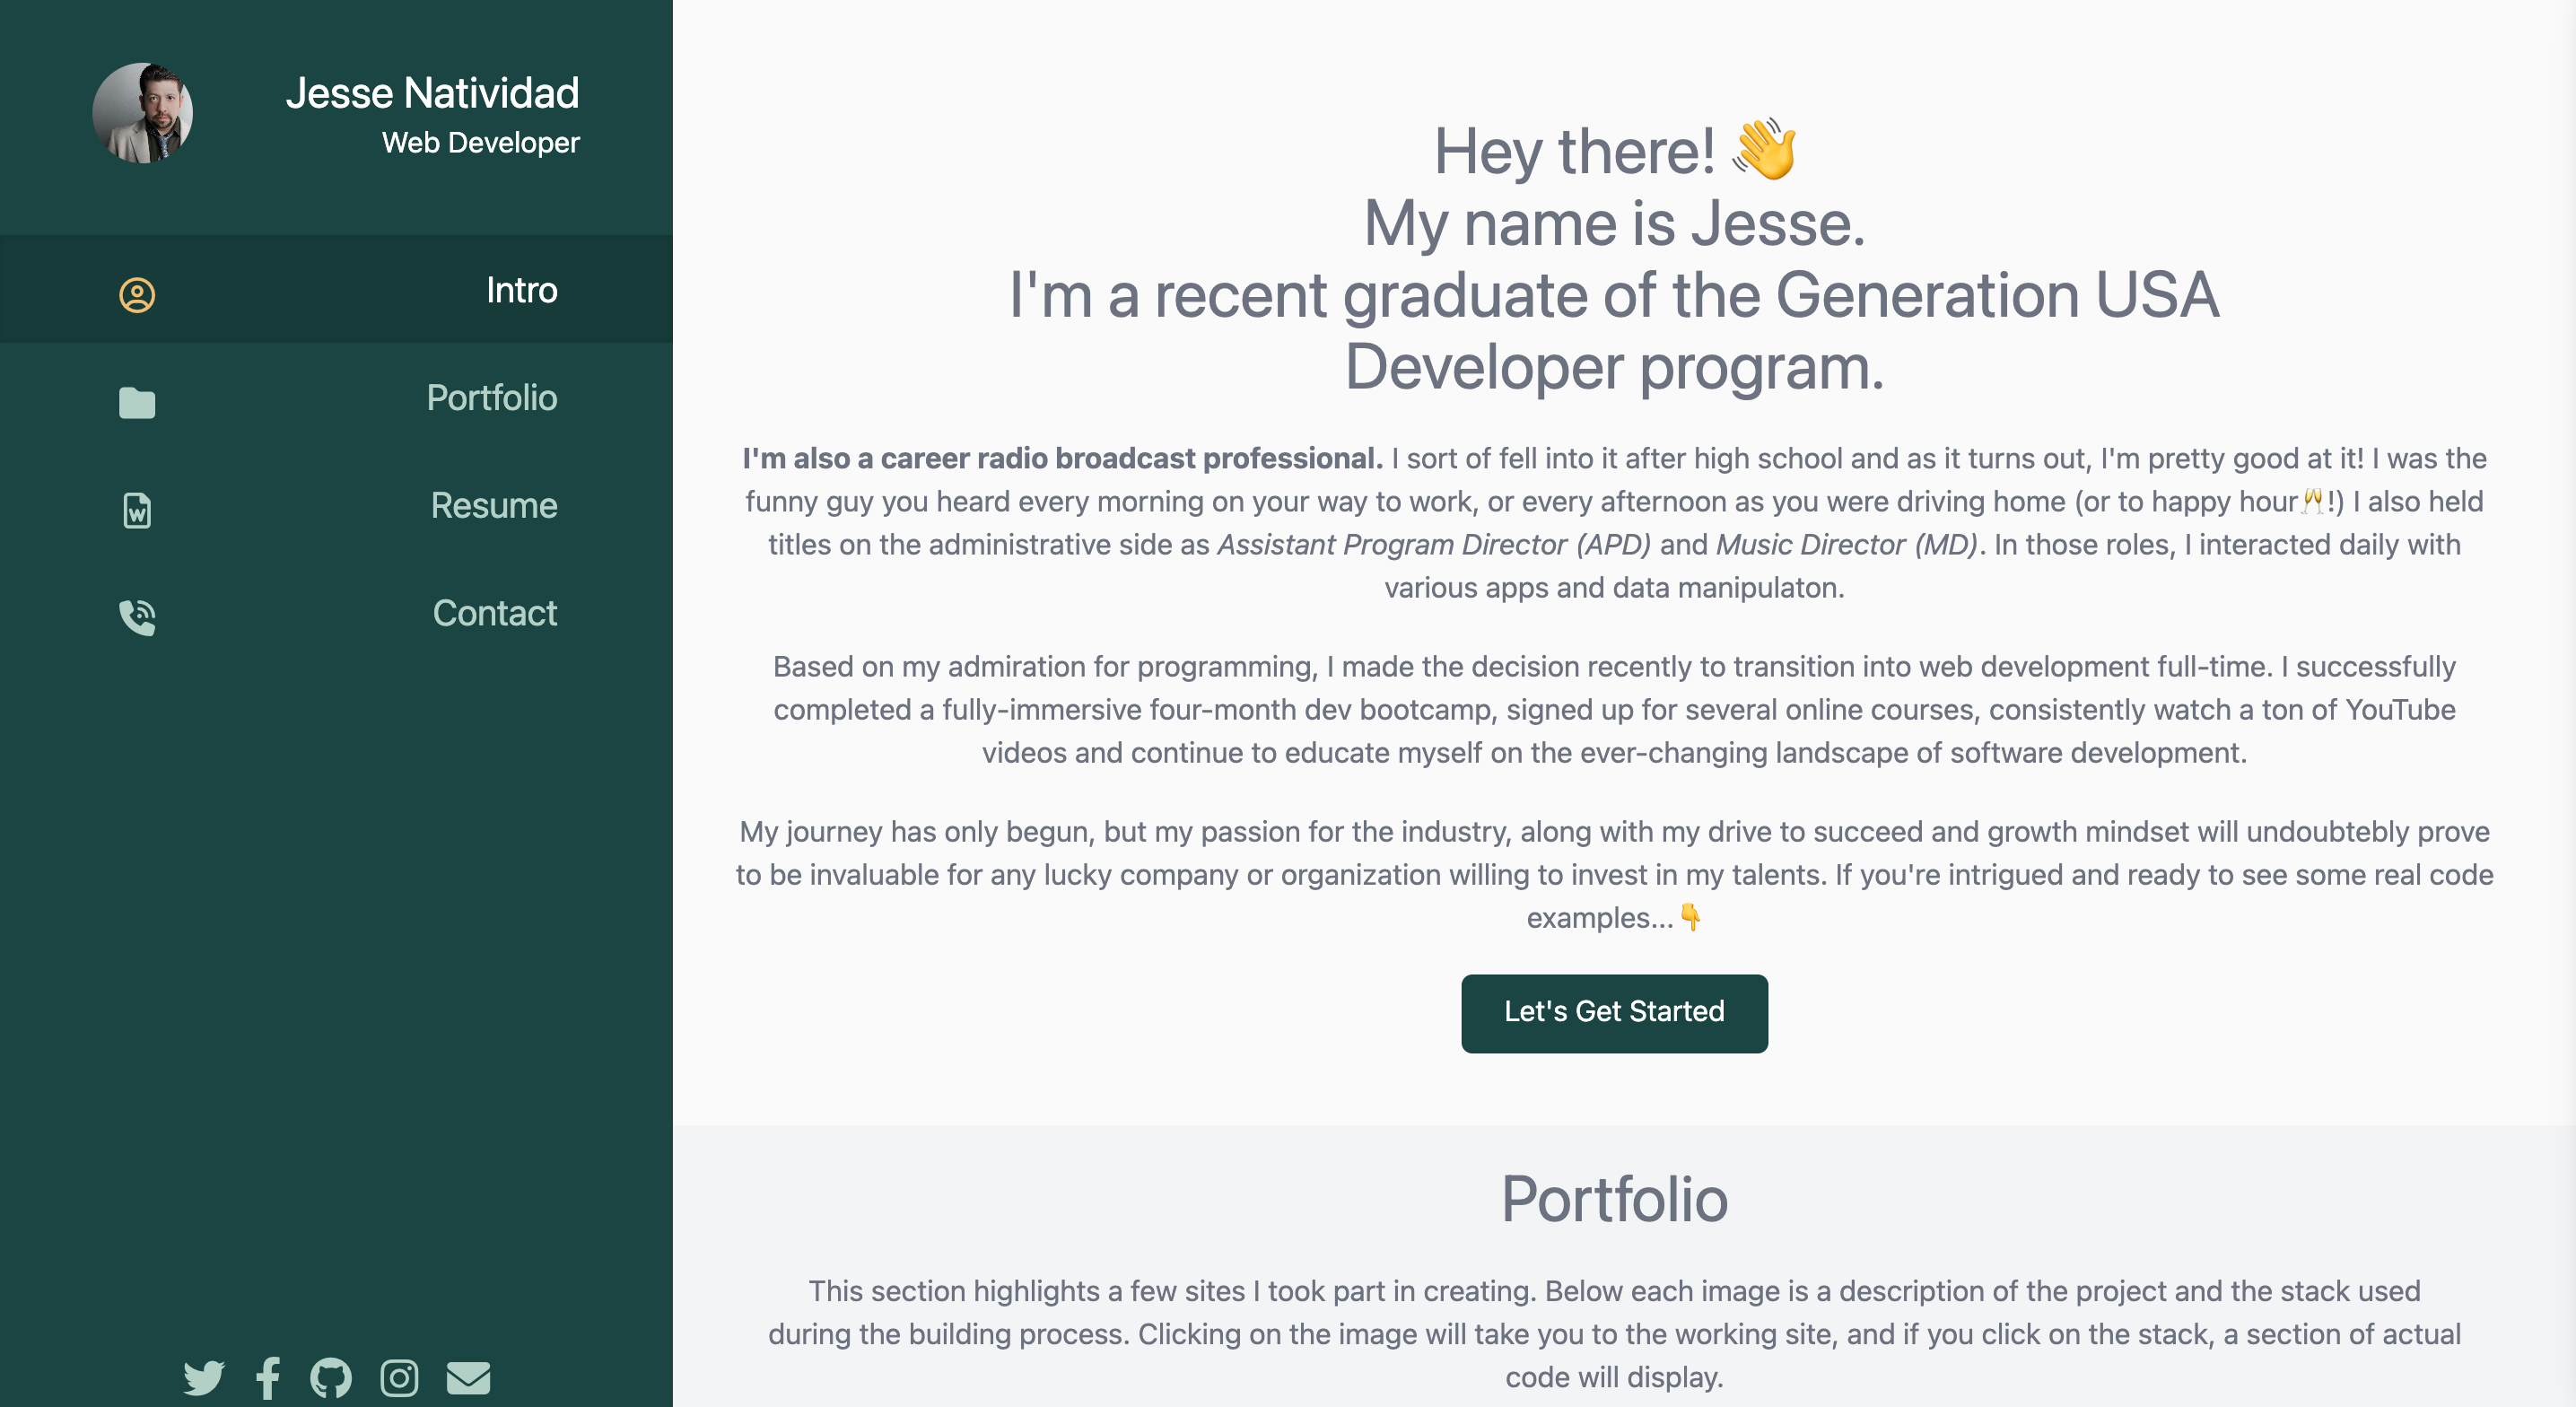 Jesse Natividad
Web Developer
Intro
Portfolio
Resume
Contact
Hey there! 👋
My name is Jesse.
I'm a recent graduate of the Generation USA
Developer program.
I'm also a career radio broadcast professional. I sort of fell into it after high school and as it turns out, I'm pretty good at it! I was the
funny guy you heard every morning on your way to work, or every afternoon as you were driving home (or to happy hour🥂!) I also held
titles on the administrative side as Assistant Program Director (APD) and Music Director (MD). In those roles, I interacted daily with
various apps and data manipulaton.
Based on my admiration for programming, I made the decision recently to transition into web development full-time. I successfully
completed a fully-immersive four-month dev bootcamp, signed up for several online courses, consistently watch a ton of YouTube
videos and continue to educate myself on the ever-changing landscape of software development.
My journey has only begun, but my passion for the industry, along with my drive to succeed and growth mindset will undoubtebly prove
to be invaluable for any lucky company or organization willing to invest in my talents. If you're intrigued and ready to see some real code
examples...👇
Let's Get Started
Portfolio
This section highlights a few sites I took part in creating. Below each image is a description of the project and the stack used
during the building process. Clicking on the image will take you to the working site, and if you click on the stack, a section of actual
code will display.